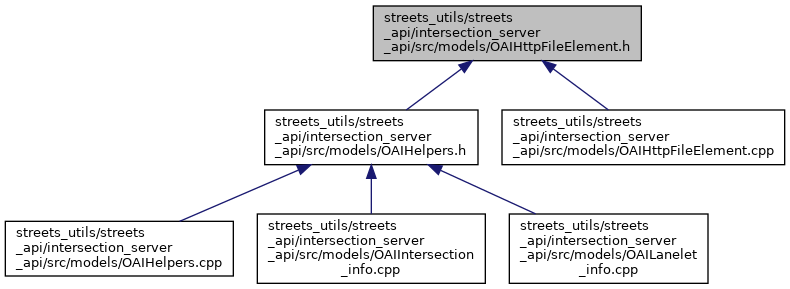 streets_utils/streets
_api/intersection_server
_api/src/models/OAIHttpFileElement.h
streets_utils/streets
_api/intersection_server
_api/src/models/OAIHelpers.h
streets_utils/streets
_api/intersection_server
_api/src/models/OAIHttpFileElement.cpp
streets_utils/streets
_api/intersection_server
_api/src/models/OAIHelpers.cpp
streets_utils/streets
_api/intersection_server
_api/src/models/OAIIntersection
_info.cpp
streets_utils/streets
_api/intersection_server
_api/src/models/OAILanelet
_info.cpp